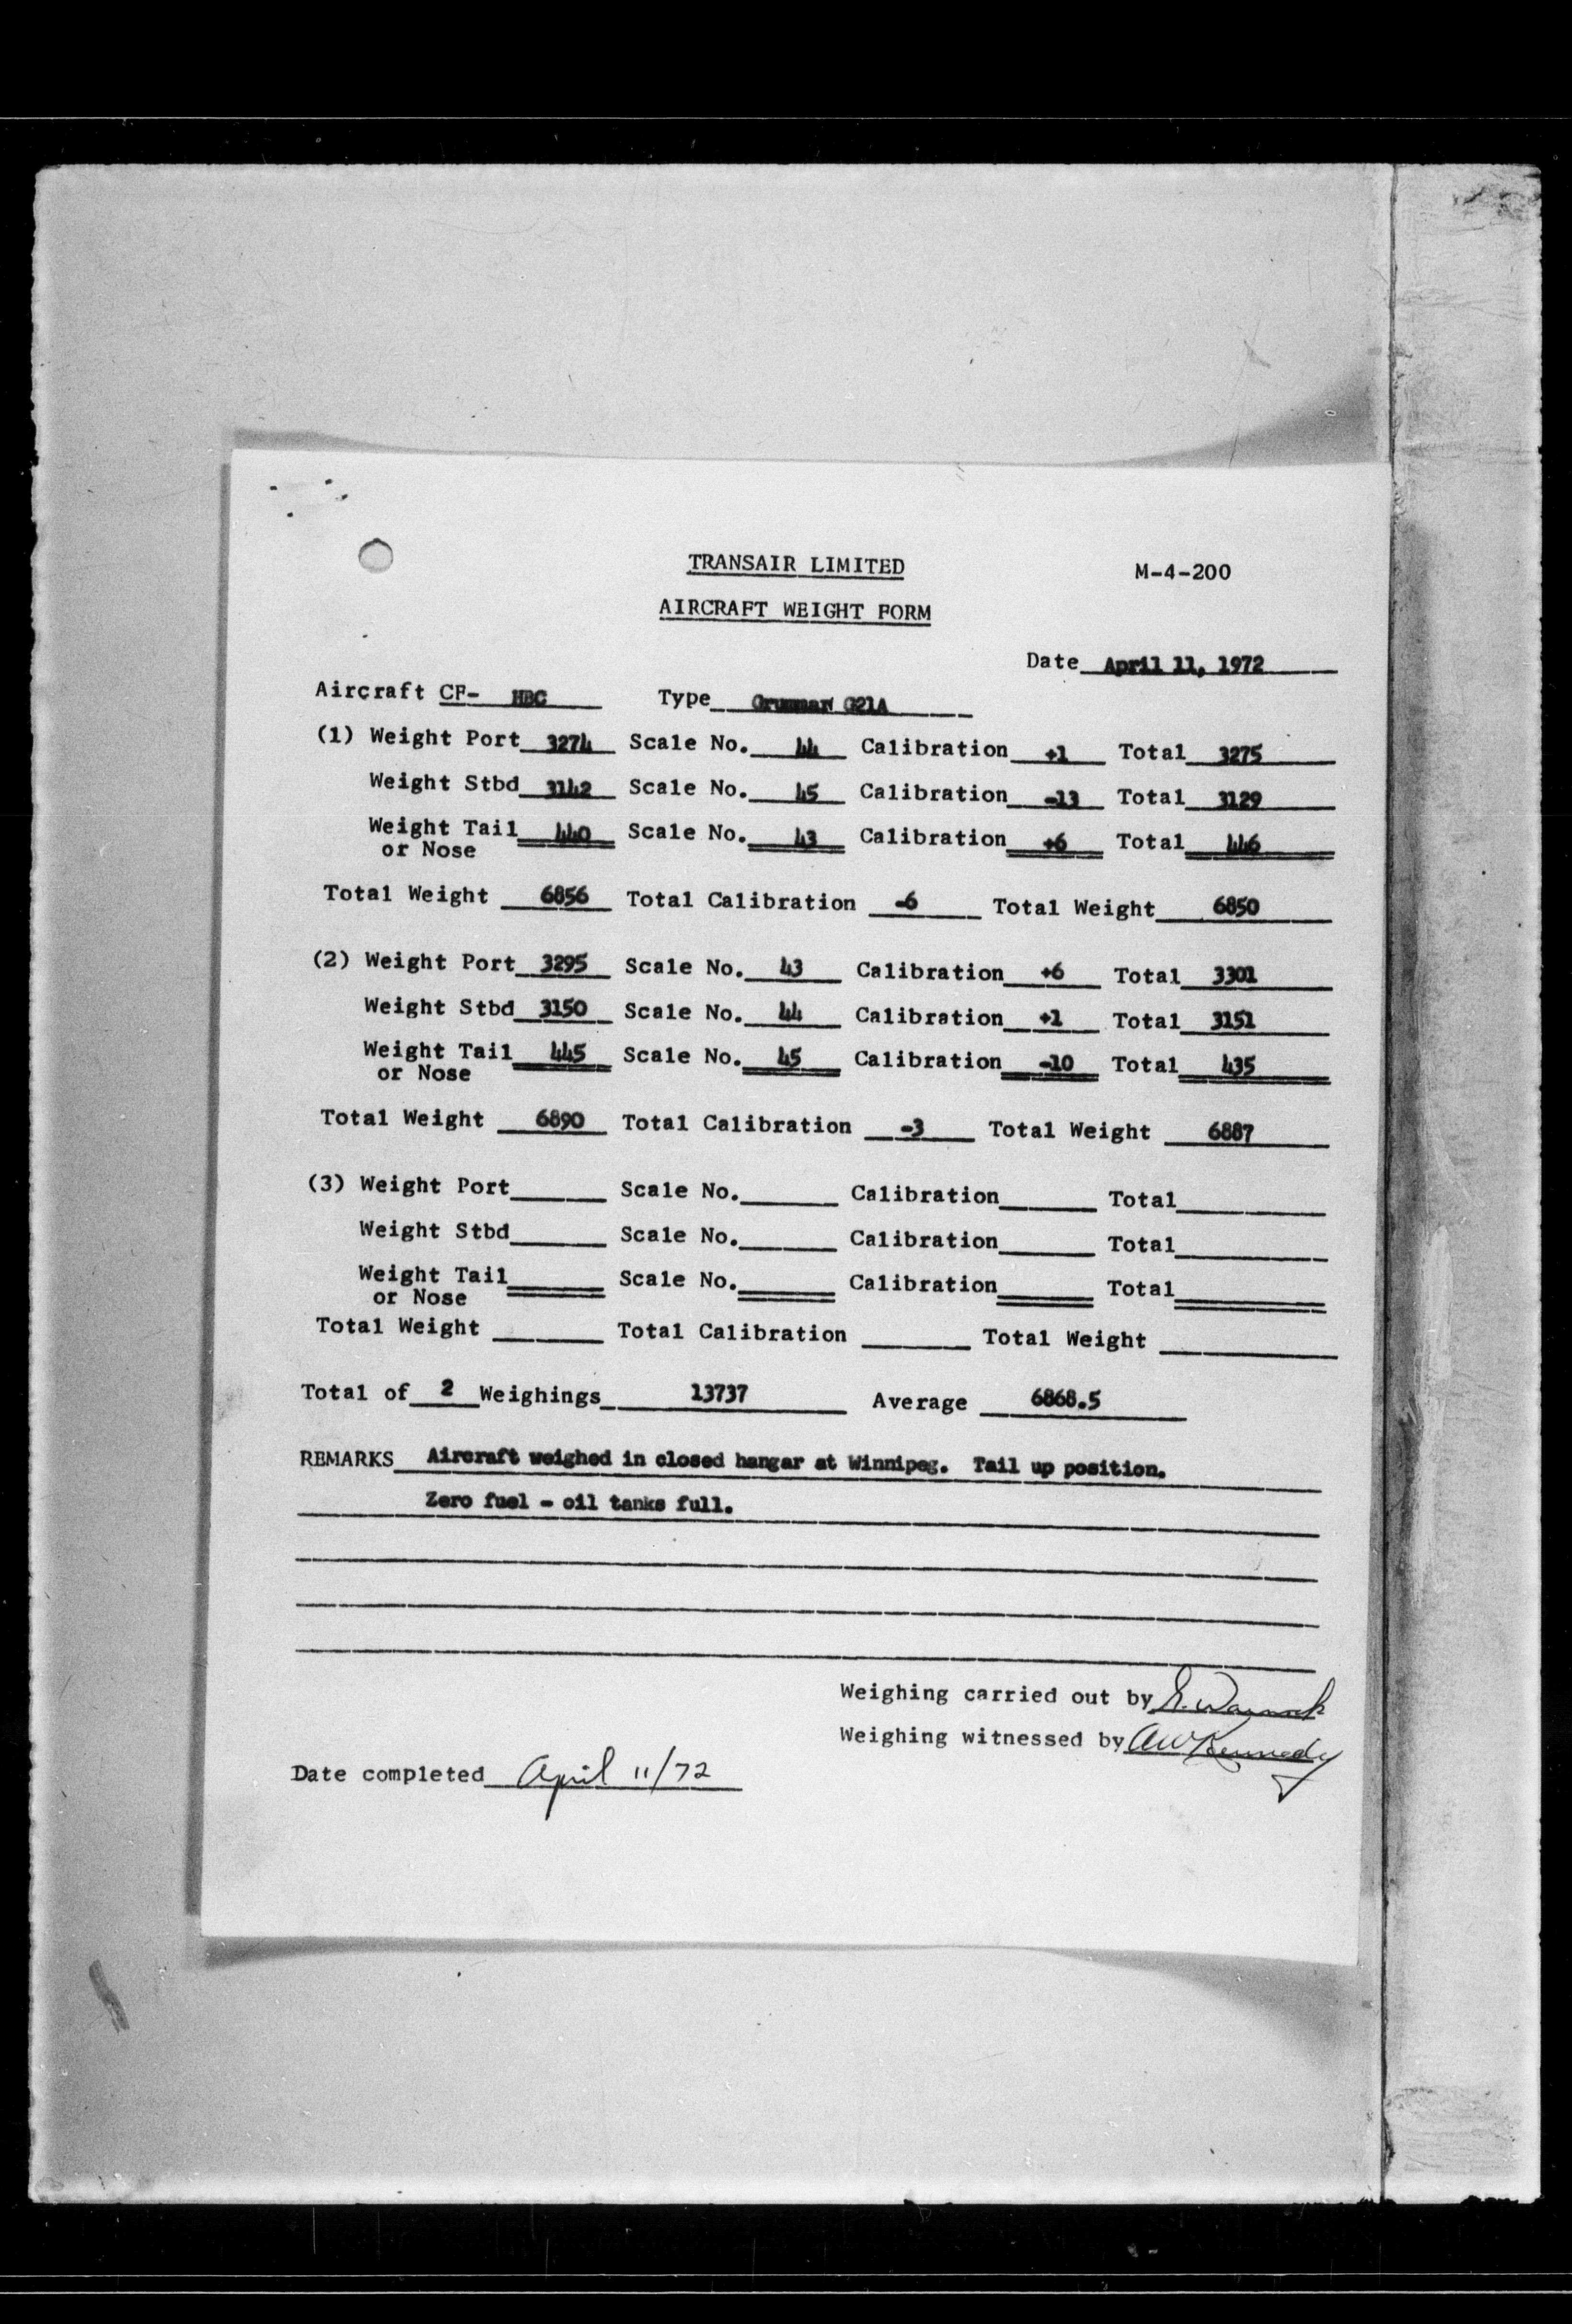 TRANSAIR LIMITED M-4-200
AIRCRAFT WEIGHT FORM
Date April 11, 1972
Aircraft CF- HBC Type Grumman G21A
(1) Weight Port 3274 Scale No. 44 Calibration +1 Total 3275
Weight Stbd 3142 Scale No. 45 Calibration -13 Total 3129
Weight Tail 440 Scale No. 43 Calibration +6 Total 446
or Nose
Total Weight 6856 Total Calibration -6 Total Weight 6850
(2) Weight Port 3295 Scale No. 43 Calibration +6 Total 3301
Weight Stbd 3150 Scale No. 44 Calibration +1 Total 3151
Weight Tail 445 Scale No. 45 Calibration -10 Total 435
or Nose
Total Weight 6890 Total Calibration -3 Total Weight 6887
(3) Weight Port Scale No. Calibration Total
Weight Stbd Scale No. Calibration Total
Weight Tail Scale No. Calibration Total
or Nose
Total Weight Total Calibration Total Weight
Total of 2 Weighings 13737 Average 6868.5
REMARKS Aircraft weighed in closed hangar at Winnipeg. Tail up position.
Zero fuel - oil tanks full.
Weighing carried out by
Weighing witnessed by AW Kennedy
Date completed April 11/72